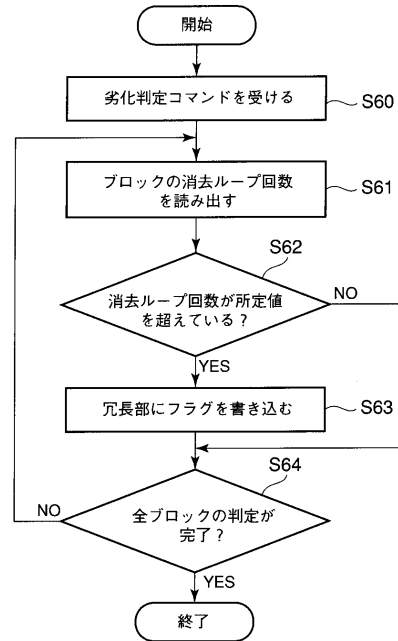 開始
劣化判定コマンドを受ける
S60
ブロックの消去ループ回数
を読み出す
S61
S62
消去ループ回数が所定値
を超えている?
NO
YES
冗長部にフラグを書き込む
S63
S64
全ブロックの判定が
完了?
NO
YES
終了